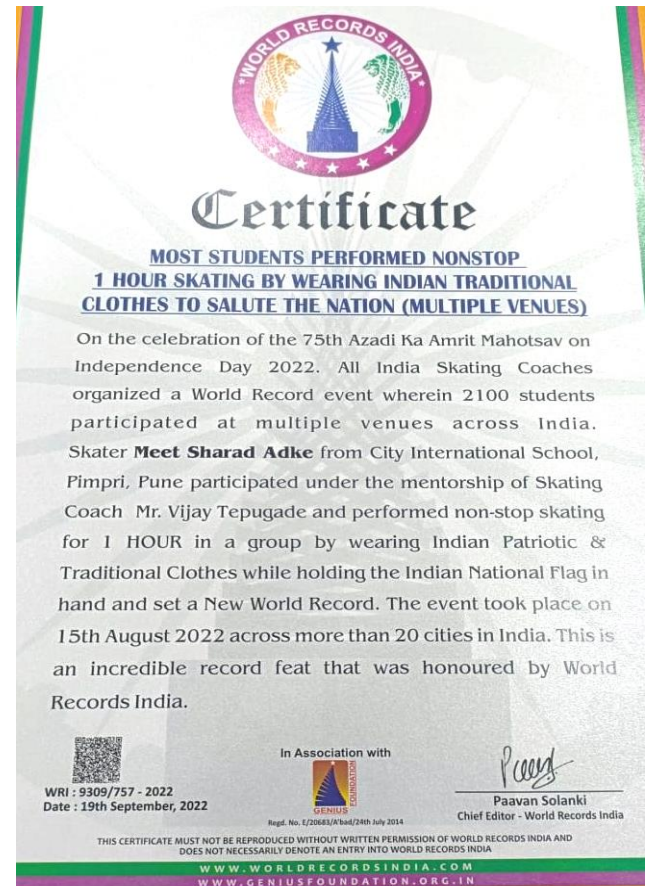 *WORLD RECORDS INDIA*
Certificate
MOST STUDENTS PERFORMED NONSTOP
1 HOUR SKATING BY WEARING INDIAN TRADITIONAL
CLOTHES TO SALUTE THE NATION (MULTIPLE VENUES)
On the celebration of the 75th Azadi Ka Amrit Mahotsav on
Independence Day 2022. All India Skating Coaches
organized a World Record event wherein 2100 students
participated at multiple venues across India.
Skater Meet Sharad Adke from City International School,
Pimpri, Pune participated under the mentorship of Skating
Coach Mr. Vijay Tepugade and performed non-stop skating
for 1 HOUR in a group by wearing Indian Patriotic &
Traditional Clothes while holding the Indian National Flag in
hand and set a New World Record. The event took place on
15th August 2022 across more than 20 cities in India. This is
an incredible record feat that was honoured by World
Records India.
WRI : 9309/757 - 2022
Date : 19th September, 2022
In Association with
GENIUS
FOUNDATION
Regd. No. E/20683/A'bad/24th July 2014
Paavan Solanki
Chief Editor - World Records India
THIS CERTIFICATE MUST NOT BE REPRODUCED WITHOUT WRITTEN PERMISSION OF WORLD RECORDS INDIA AND
DOES NOT NECESSARILY DENOTE AN ENTRY INTO WORLD RECORDS INDIA
WWW.WORLDRECORDSINDIA.COM
WWW.GENIUSFOUNDATION.ORG.IN